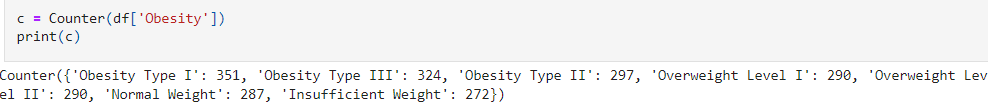 c = Counter(df['Obesity'])
print(c)
Counter({'Obesity Type I': 351, 'Obesity Type III': 324, 'Obesity Type II': 297, 'Overweight Level I': 290, 'Overweight Lev
el II': 290, 'Normal Weight': 287, 'Insufficient Weight': 272})